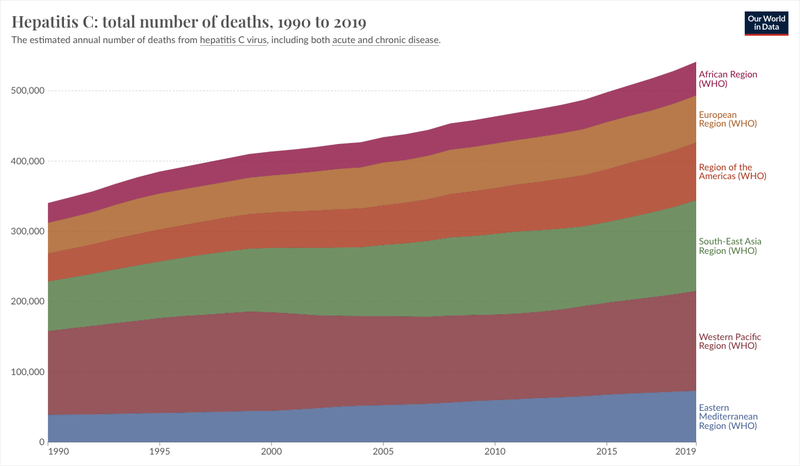 Hepatitis C: total number of deaths, 1990 to 2019
Our World
in Data
The estimated annual number of deaths from hepatitis C virus, including both acute and chronic disease.
500,000
400,000
300,000
200,000
100,000
0
African Region
(WHO)
European
Region (WHO)
Region of the
Americas (WHO)
South-East Asia
Region (WHO)
Western Pacific
Region (WHO)
Eastern
Mediterranean
Region (WHO)
1990 1995 2000 2005 2010 2015 2019